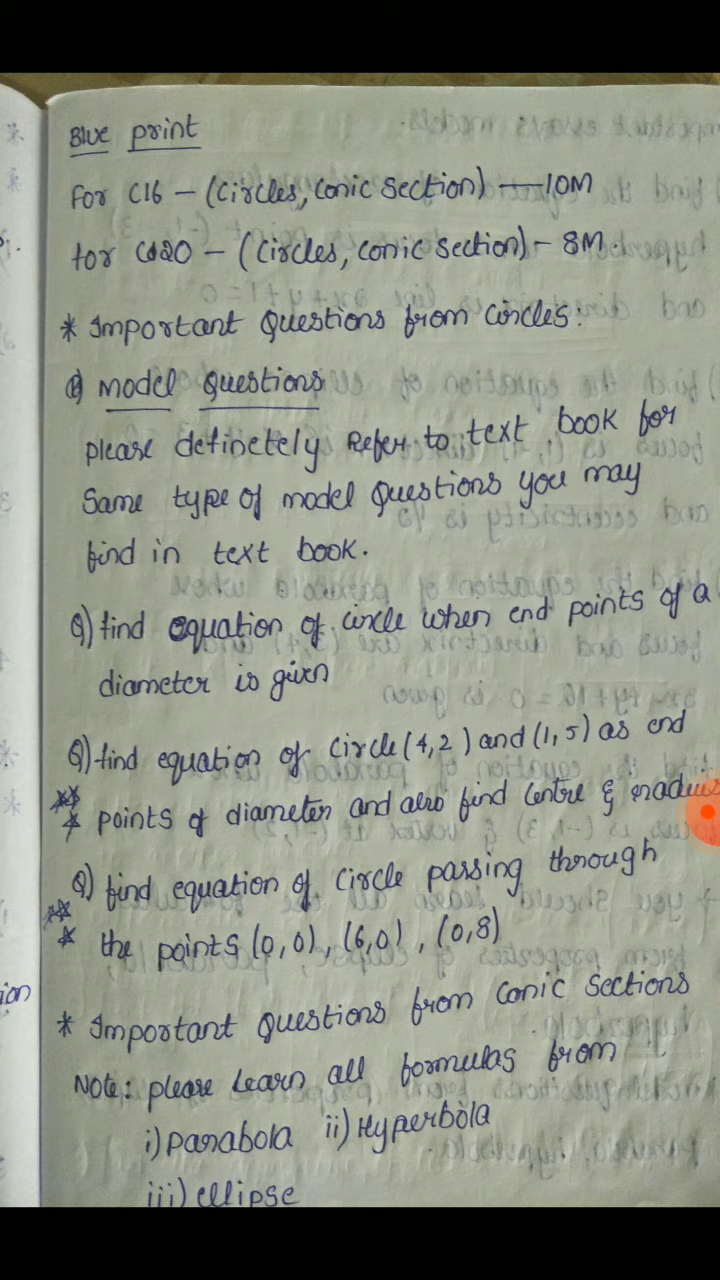 Blue print
For C16 - (Circles, Conic Section) — 10M
for C20 - (Circles, Conic Section) - 8M.
* Important Questions from Circles:
model Questions
please definetely Refer to text book for
Same type of model Questions you may
find in text book.
Q) find equation of circle when end points of a
diameter is given
Q) find equation of Circle (4,2) and (1,5) as end
*** points of diameter and also find Centre & radius
Q) find equation of Circle passing through
*** the points (0,0), (6,0), (0,8)
* Important Questions from Conic Sections
Note: please Learn all formulas from
i) parabola ii) Hyperbola
iii) ellipse